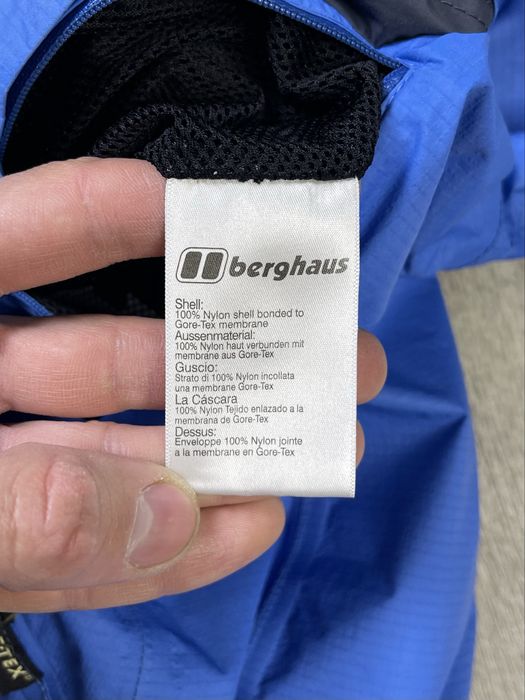 berghaus
Shell:
100% Nylon shell bonded to
Gore-Tex membrane
Aussenmaterial:
100% Nylon haut verbunden mit
membrane aus Gore-Tex
Guscio:
Strato di 100% Nylon incollata
una membrane Gore-Tex
La Cáscara
100% Nylon Tejido enlazado a la
membrana de Gore-Tex
Dessus:
Enveloppe 100% Nylon jointe
a la membrane en Gore-Tex